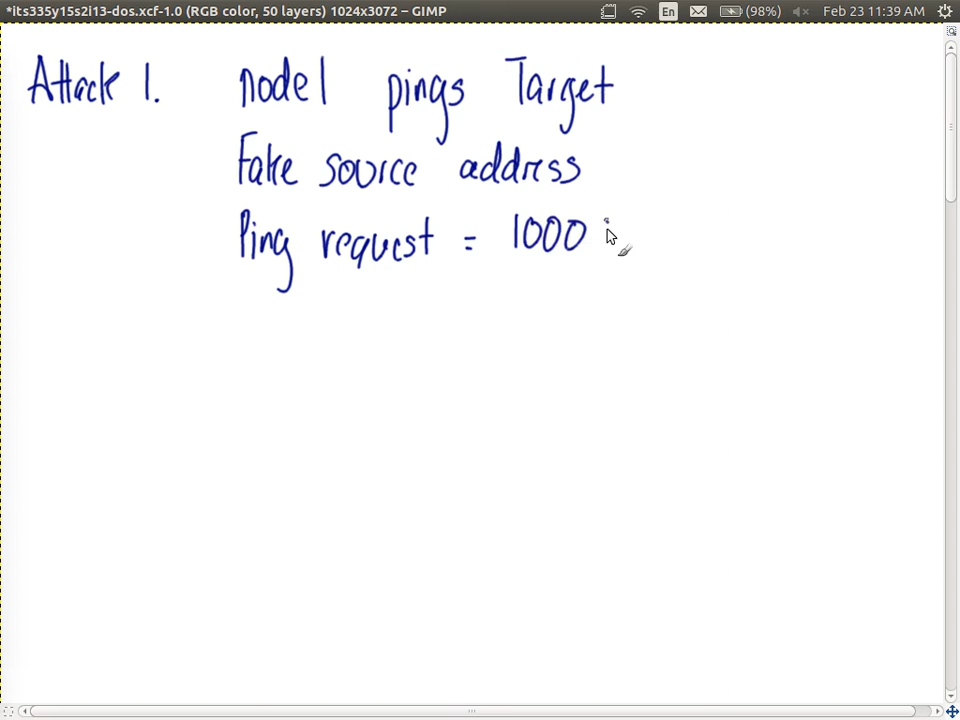 *its335y15s2i13-dos.xcf-1.0 (RGB color, 50 layers) 1024x3072 – GIMP
En
(98%)
Feb 23 11:39 AM
Attack 1. node1 pings Target
Fake source address
Ping request = 1000